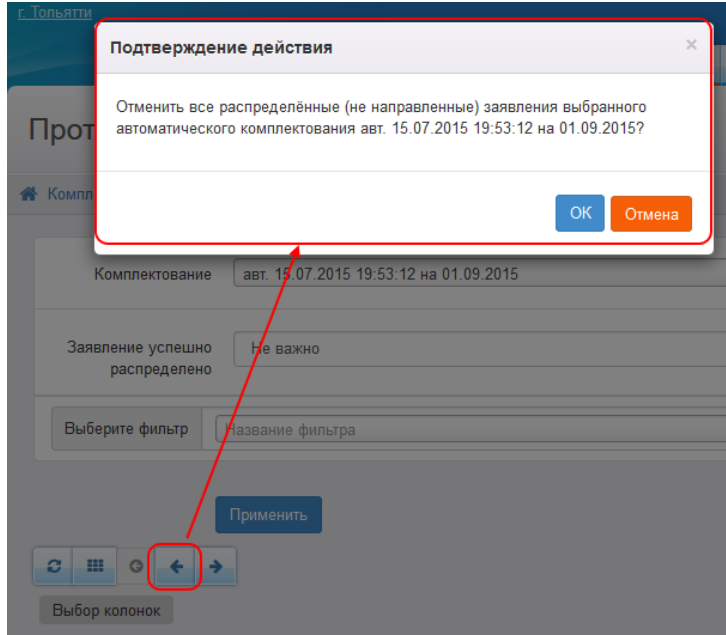 г. Тольятти
Подтверждение действия
×
Отменить все распределённые (не направленные) заявления выбранного
автоматического комплектования авт. 15.07.2015 19:53:12 на 01.09.2015?
ОК
Отмена
Прот
Компл
Комплектование
авт. 15.07.2015 19:53:12 на 01.09.2015
Заявление успешно
распределено
Не важно
Выберите фильтр
Название фильтра
Применить
Выбор колонок